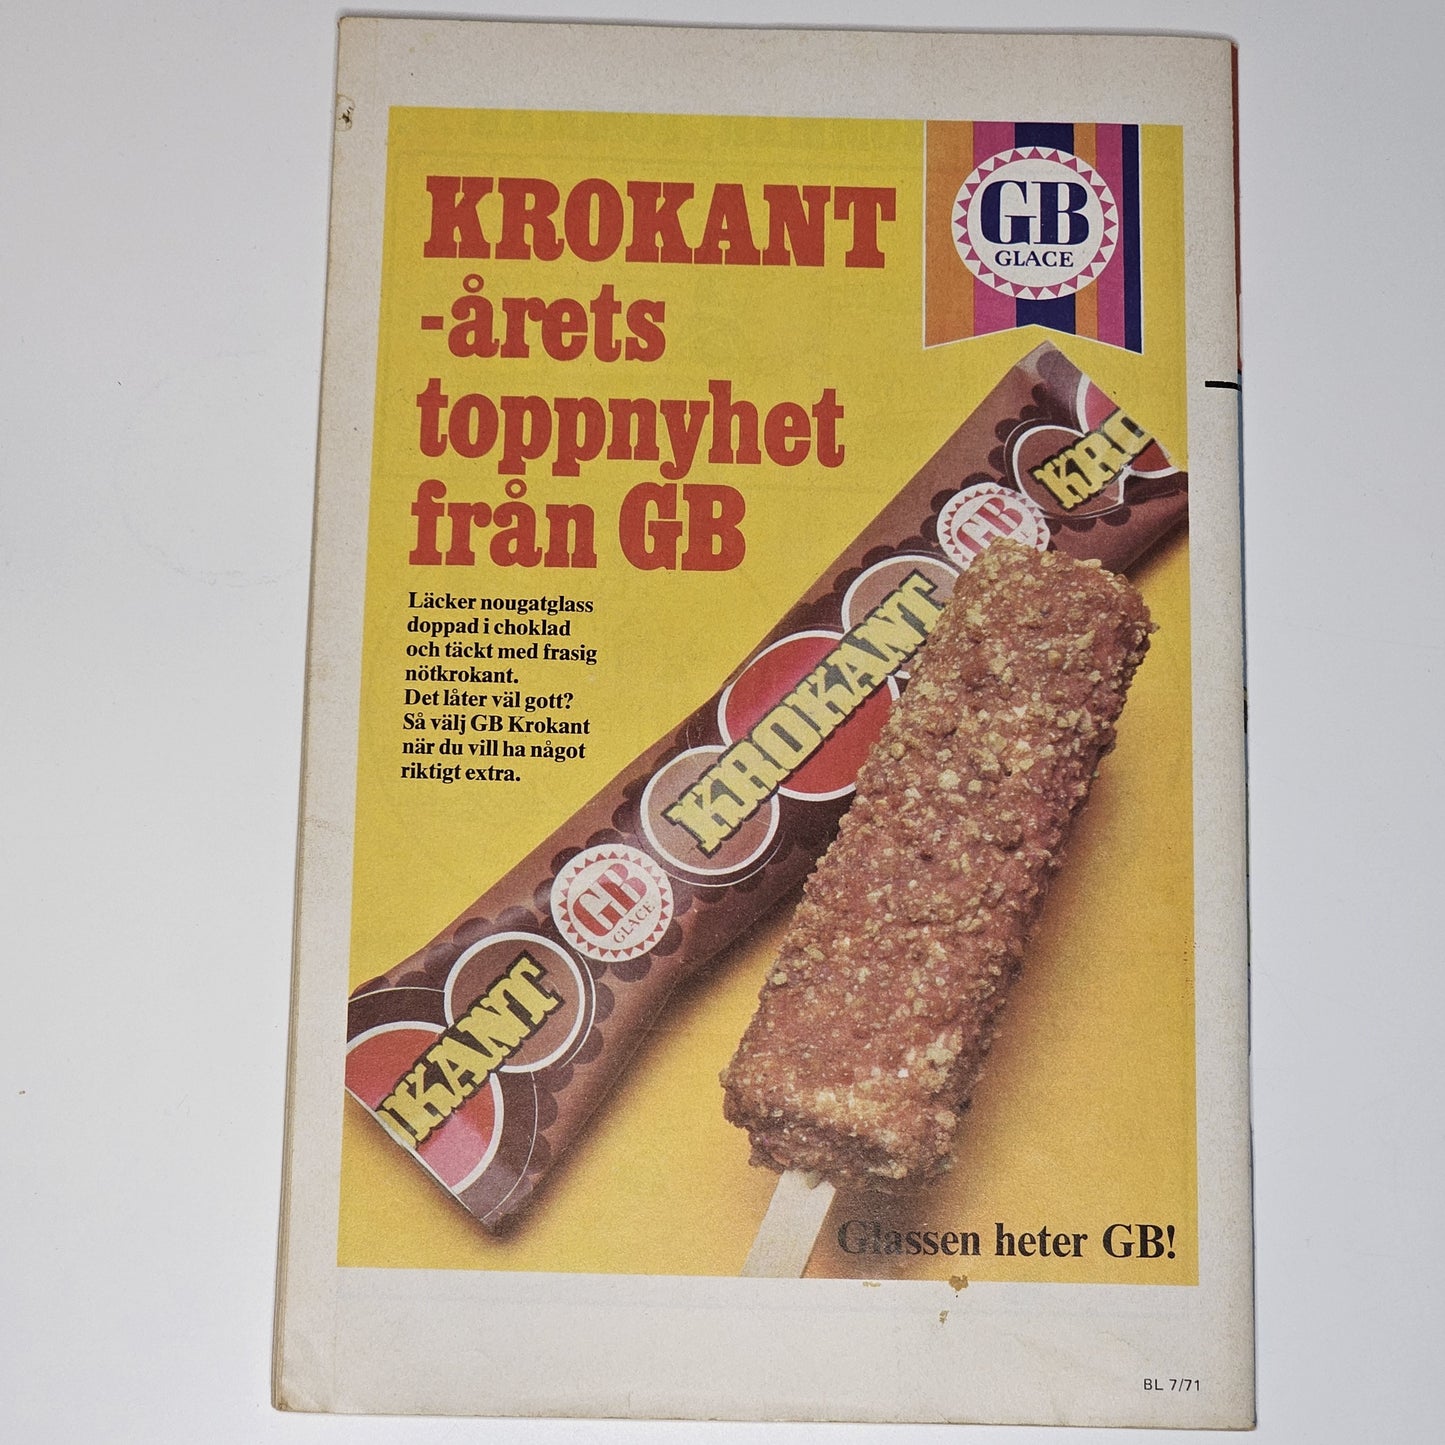 KROKANT
-årets
toppnyhet
från GB
GB
GLACE
Läcker nougatglass
doppad i choklad
och täckt med frasig
nötkrokant.
Det låter väl gott?
Så välj GB Krokant
när du vill ha något
riktigt extra.
KRO
GB
KROKANT
GB
GLACE
KANT
Glassen heter GB!
BL 7/71